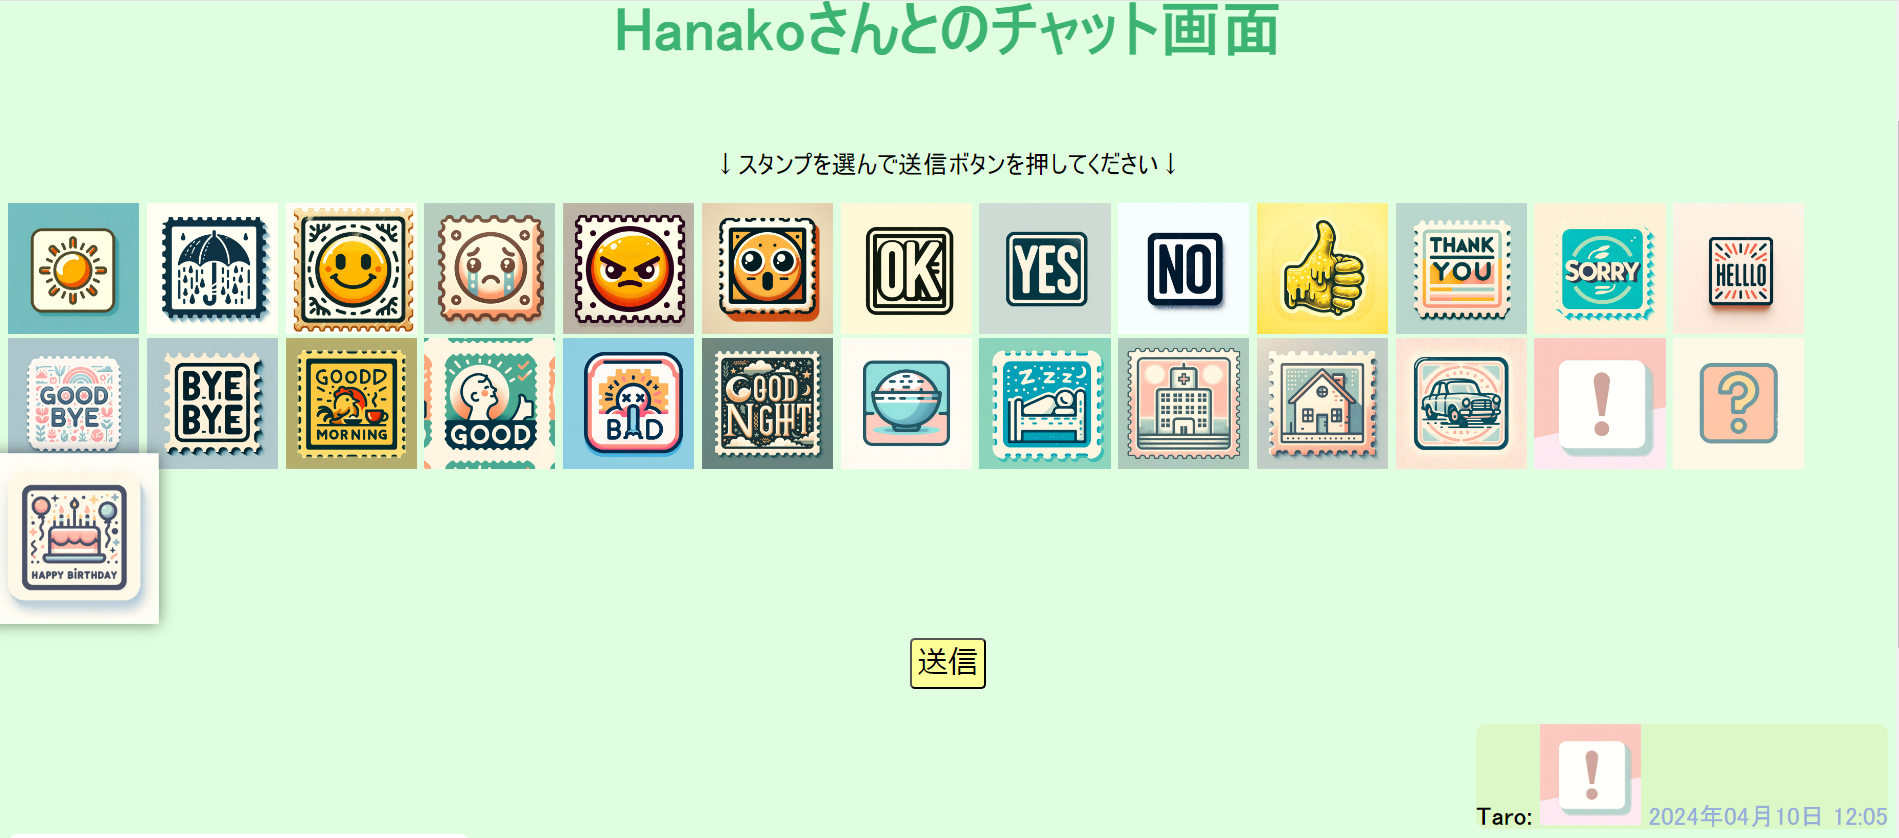 Hanakoさんとのチャット画面
↓スタンプを選んで送信ボタンを押してください↓
OK
YES
NO
THANK
YOU
SORRY
HELLLO
GOOD
BYE
BYE
BYE
GOODD
MORNING
GOOD
BAD
GOOD
NGHT
ZZZZ
!
?
HAPPY BIRTHDAY
送信
!
Taro: 2024年04月10日 12:05